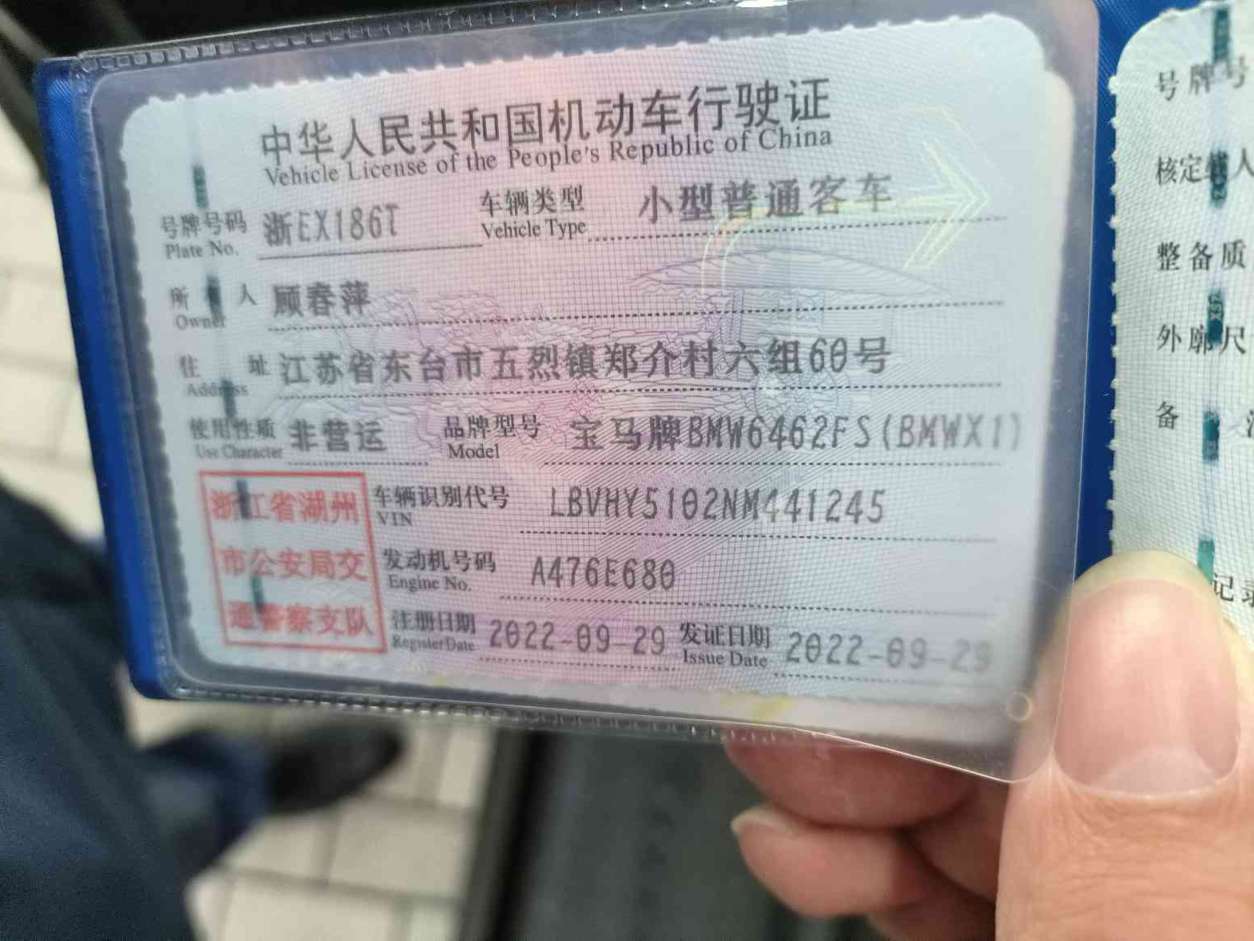 中华人民共和国机动车行驶证
Vehicle License of the People's Republic of China
号牌号码 浙EX186T 车辆类型 小型普通客车
Plate No. Vehicle Type
所 人 顾春萍
Owner
住 址 江苏省东台市五烈镇郑介村六组60号
Address
使用性质 非营运 品牌型号 宝马牌BMW6462FS(BMWX1)
Use Character Model
浙江省湖州
市公安局交
通警察支队
车辆识别代号 LBVHY5102NM441245
VIN
发动机号码 A476E680
Engine No.
注册日期 2022-09-29 发证日期 2022-09-29
Register Date Issue Date
号牌号
核定载人
整备质
外廓尺
备
记录